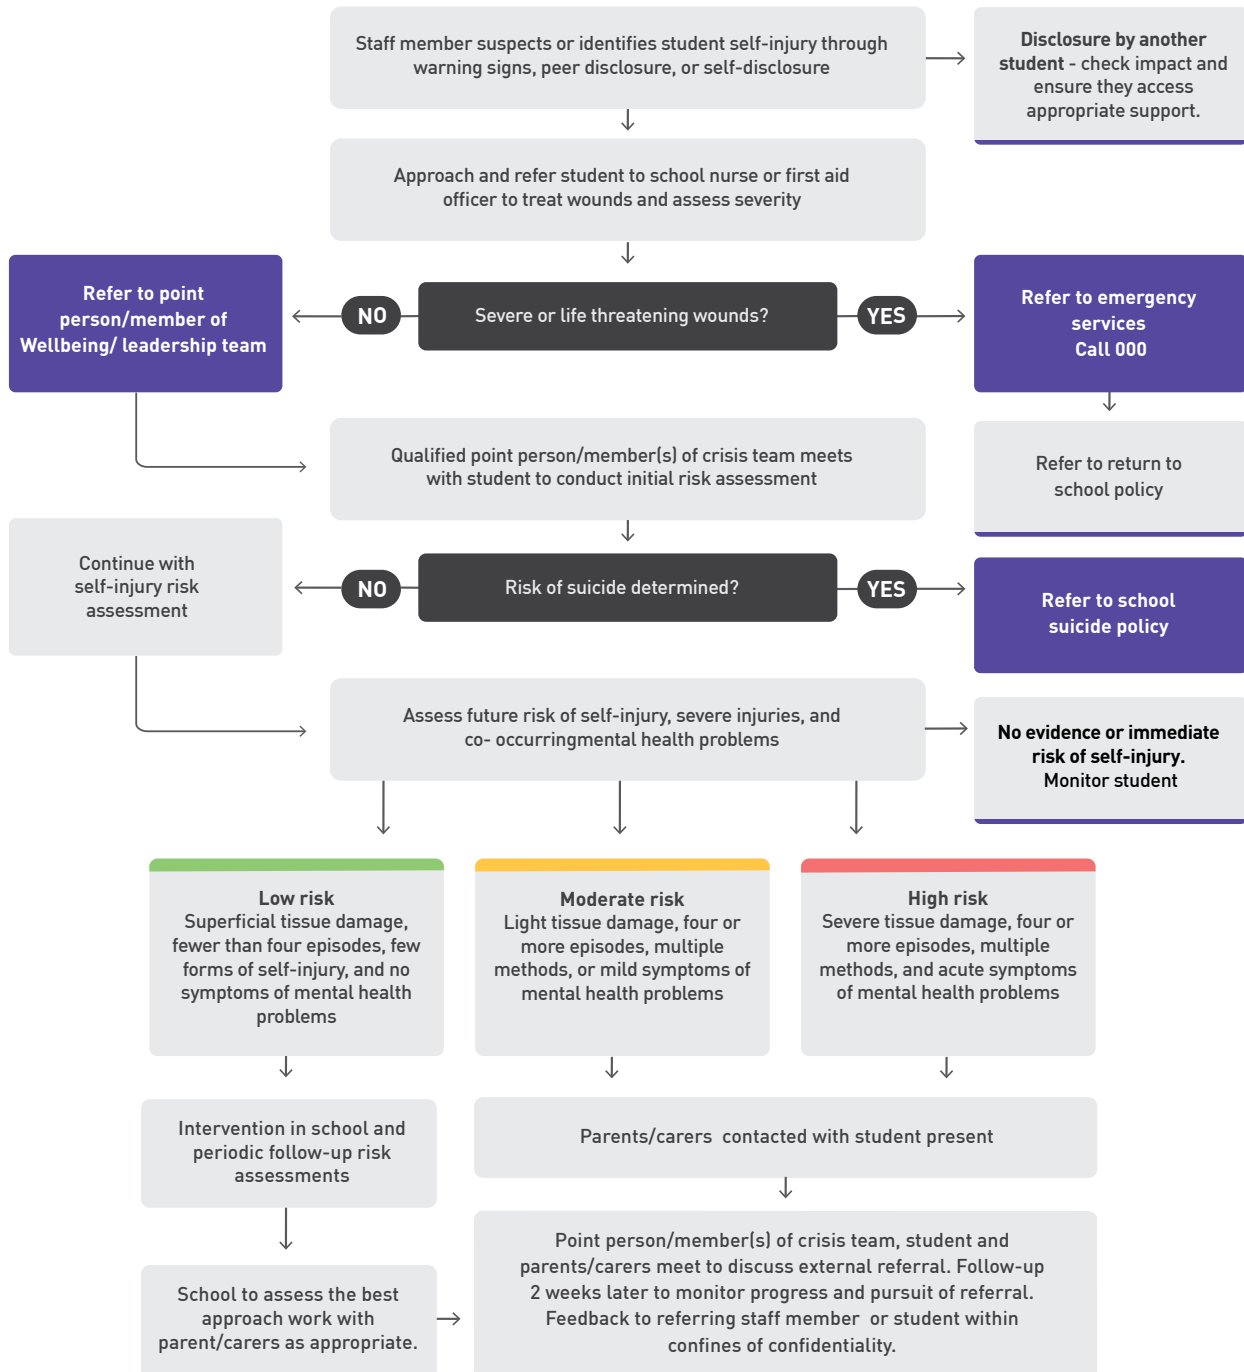 Staff member suspects or identifies student self-injury through
warning signs, peer disclosure, or self-disclosure
Disclosure by another
student - check impact and
ensure they access
appropriate support.
Approach and refer student to school nurse or first aid
officer to treat wounds and assess severity
Refer to point
person/member of
Wellbeing/ leadership team
NO
Severe or life threatening wounds?
YES
Refer to emergency
services
Call 000
Qualified point person/member(s) of crisis team meets
with student to conduct initial risk assessment
Refer to return to
school policy
Continue with
self-injury risk
assessment
NO
Risk of suicide determined?
YES
Refer to school
suicide policy
Assess future risk of self-injury, severe injuries, and
co- occurringmental health problems
No evidence or immediate
risk of self-injury.
Monitor student
Low risk
Superficial tissue damage,
fewer than four episodes, few
forms of self-injury, and no
symptoms of mental health
problems
Moderate risk
Light tissue damage, four or
more episodes, multiple
methods, or mild symptoms of
mental health problems
High risk
Severe tissue damage, four or
more episodes, multiple
methods, and acute symptoms
of mental health problems
Intervention in school and
periodic follow-up risk
assessments
Parents/carers contacted with student present
School to assess the best
approach work with
parent/carers as appropriate.
Point person/member(s) of crisis team, student and
parents/carers meet to discuss external referral. Follow-up
2 weeks later to monitor progress and pursuit of referral.
Feedback to referring staff member or student within
confines of confidentiality.